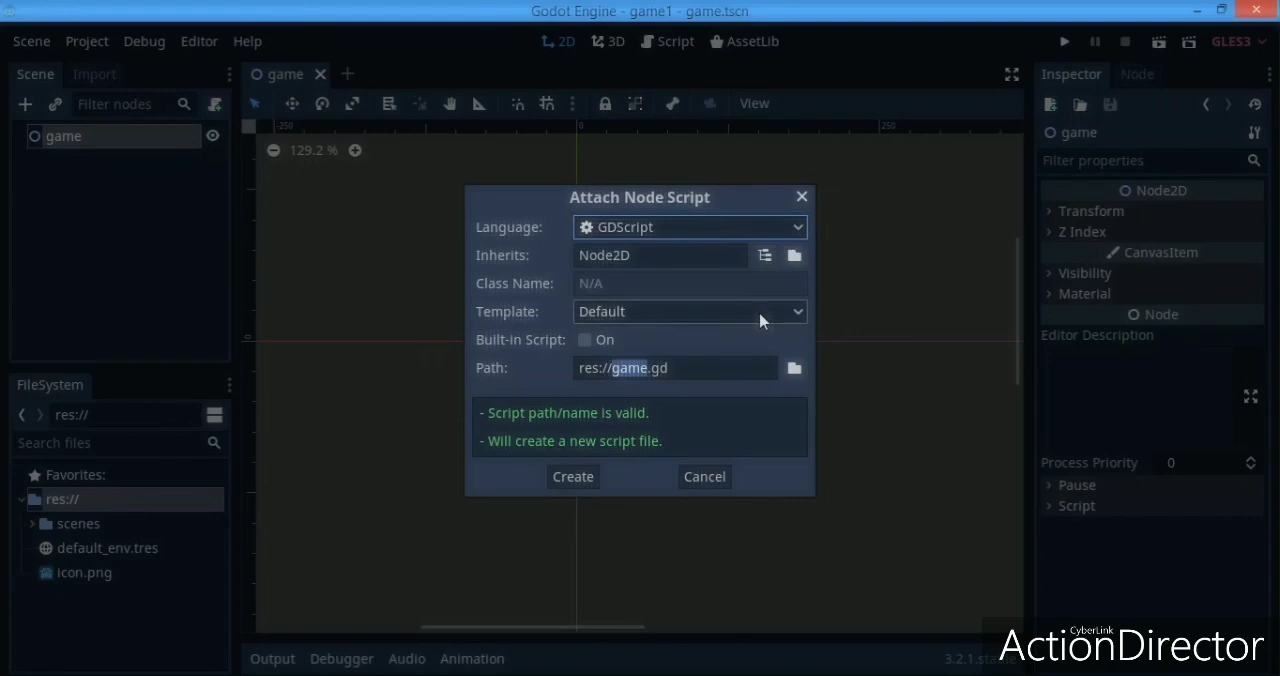 Godot Engine - game1 - game.tscn
Scene Project Debug Editor Help
2D 3D Script AssetLib
GLES3
Scene Import
Filter nodes
game
FileSystem
res://
Search files
Favorites:
res://
scenes
default_env.tres
icon.png
game
View
-250 0 250
129.2 %
0
Attach Node Script
Language: GDScript
Inherits: Node2D
Class Name: N/A
Template: Default
Built-in Script: On
Path: res://game.gd
- Script path/name is valid.
- Will create a new script file.
Create Cancel
Output Debugger Audio Animation
3.2.1.stable
Inspector Node
game
Filter properties
Node2D
Transform
Z Index
CanvasItem
Visibility
Material
Node
Editor Description
Process Priority 0
Pause
Script
CyberLink
ActionDirector